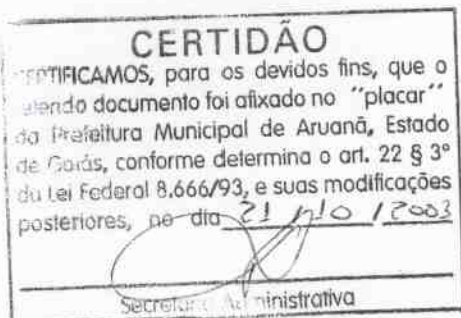 CERTIDÃO
CERTIFICAMOS, para os devidos fins, que o
documento foi afixado no "placar"
da Prefeitura Municipal de Aruanã, Estado
de Goiás, conforme determina o art. 22 § 3º
da Lei Federal 8.666/93, e suas modificações
posteriores, no dia 21 / 10 / 2003
Secretaria Administrativa